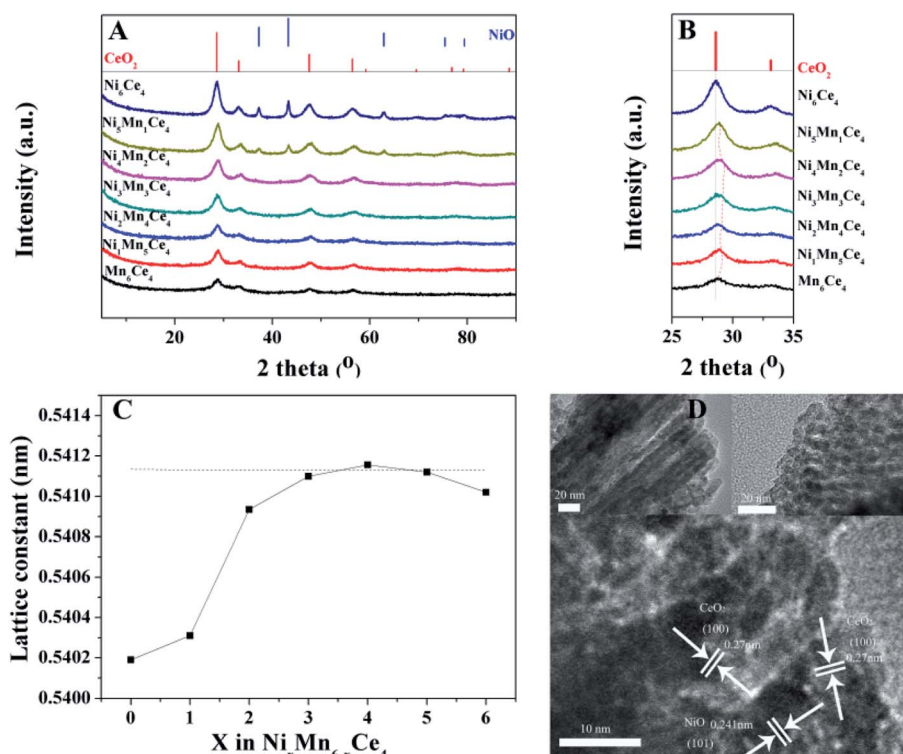 A
NiO
CeO₂
Ni₆Ce₄
Ni₅Mn₁Ce₄
Ni₄Mn₂Ce₄
Ni₃Mn₃Ce₄
Ni₂Mn₄Ce₄
Ni₁Mn₅Ce₄
Mn₆Ce₄
Intensity (a.u.)
20 40 60 80
2 theta (⁰)
B
CeO₂
Ni₆Ce₄
Ni₅Mn₁Ce₄
Ni₄Mn₂Ce₄
Ni₃Mn₃Ce₄
Ni₂Mn₄Ce₄
Ni₁Mn₅Ce₄
Mn₆Ce₄
Intensity (a.u.)
25 30 35
2 theta (⁰)
C
0.5414
0.5412
0.5410
0.5408
0.5406
0.5404
0.5402
0.5400
Lattice constant (nm)
0 1 2 3 4 5 6
D
20 nm
20 nm
CeO₂
(100)
0.27nm
CeO₂
(100)
0.27nm
NiO 0.241nm
(101)
10 nm